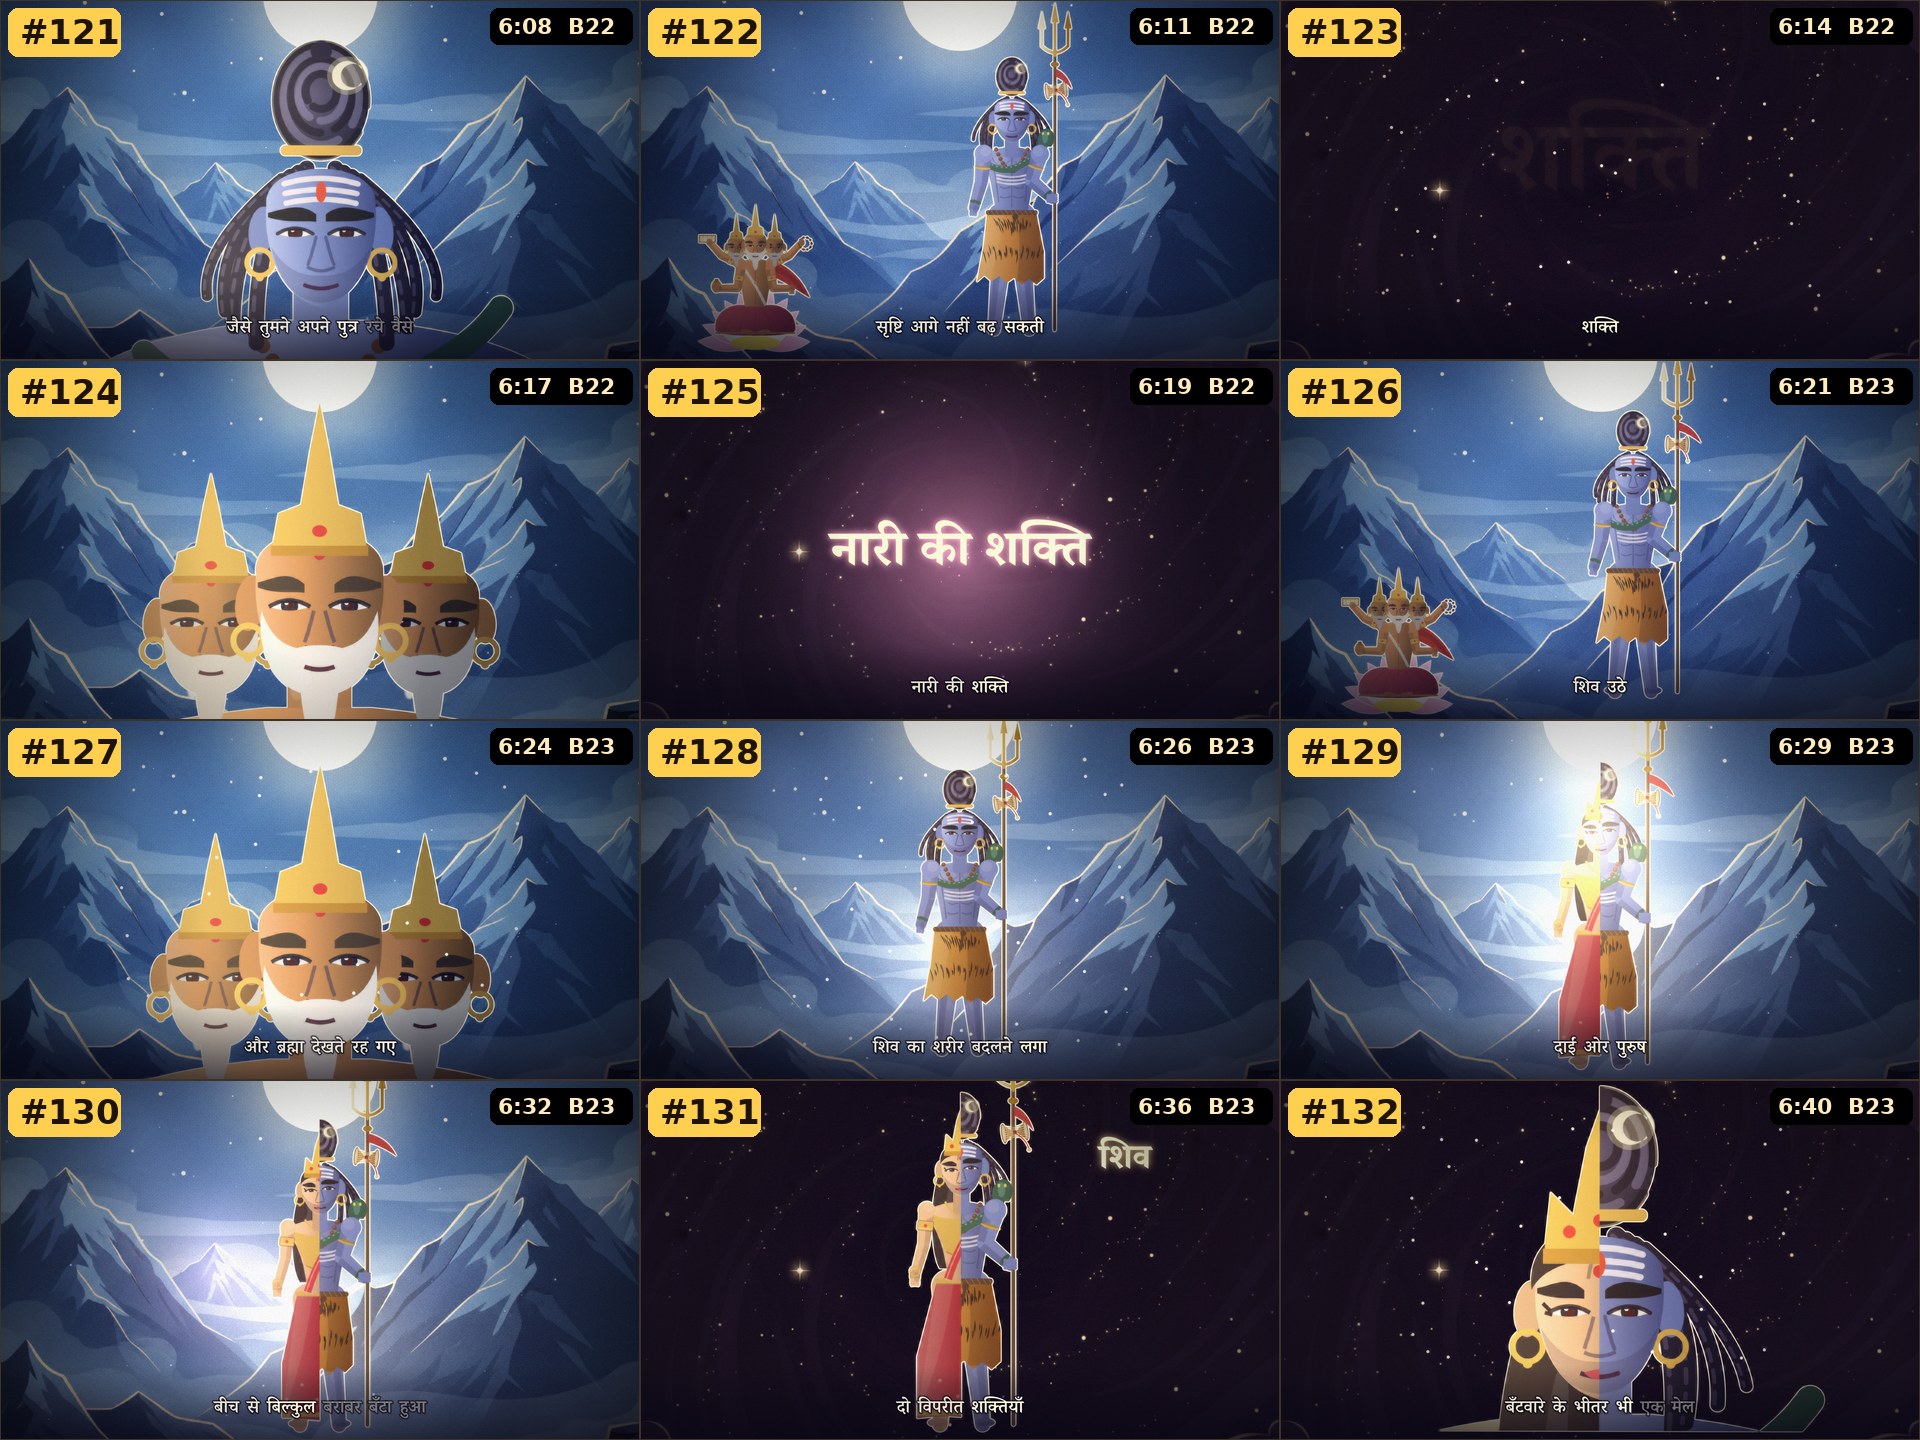 #121
6:08 B22
जैसे तुमने अपने पुत्र रचे वैसे
#122
6:11 B22
सृष्टि आगे नहीं बढ़ सकती
#123
6:14 B22
शक्ति
शक्ति
#124
6:17 B22
#125
6:19 B22
नारी की शक्ति
नारी की शक्ति
#126
6:21 B23
शिव उठे
#127
6:24 B23
और ब्रह्मा देखते रह गए
#128
6:26 B23
शिव का शरीर बदलने लगा
#129
6:29 B23
दाईं ओर पुरुष
#130
6:32 B23
बीच से बिल्कुल बराबर बँटा हुआ
#131
6:36 B23
शिव
दो विपरीत शक्तियाँ
#132
6:40 B23
बँटवारे के भीतर भी एक मेल